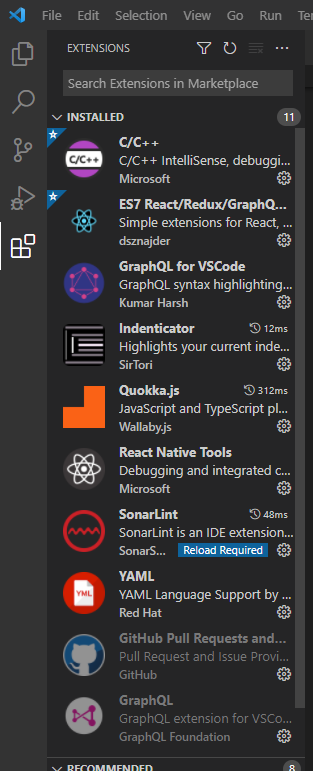 File Edit Selection View Go Run Ter
EXTENSIONS
Search Extensions in Marketplace
INSTALLED 11
C/C++
C/C++
C/C++ IntelliSense, debuggi...
Microsoft
ES7 React/Redux/GraphQ...
Simple extensions for React, ...
dsznajder
GraphQL for VSCode
GraphQL syntax highlighting...
Kumar Harsh
Indenticator 12ms
Highlights your current inde...
SirTori
Quokka.js 312ms
JavaScript and TypeScript pl...
Wallaby.js
React Native Tools
Debugging and integrated c...
Microsoft
SonarLint 48ms
SonarLint is an IDE extension...
SonarS... Reload Required
YML
YAML
YAML Language Support by ...
Red Hat
GitHub Pull Requests and...
Pull Request and Issue Provi...
GitHub
GraphQL
GraphQL extension for VSCo...
GraphQL Foundation
RECOMMENDED 8